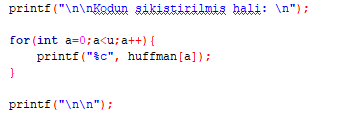 printf("\n\nKodun sikistirilmis hali: \n");
for(int a=0;a<u;a++){
printf("%c", huffman[a]);
}
printf("\n\n");